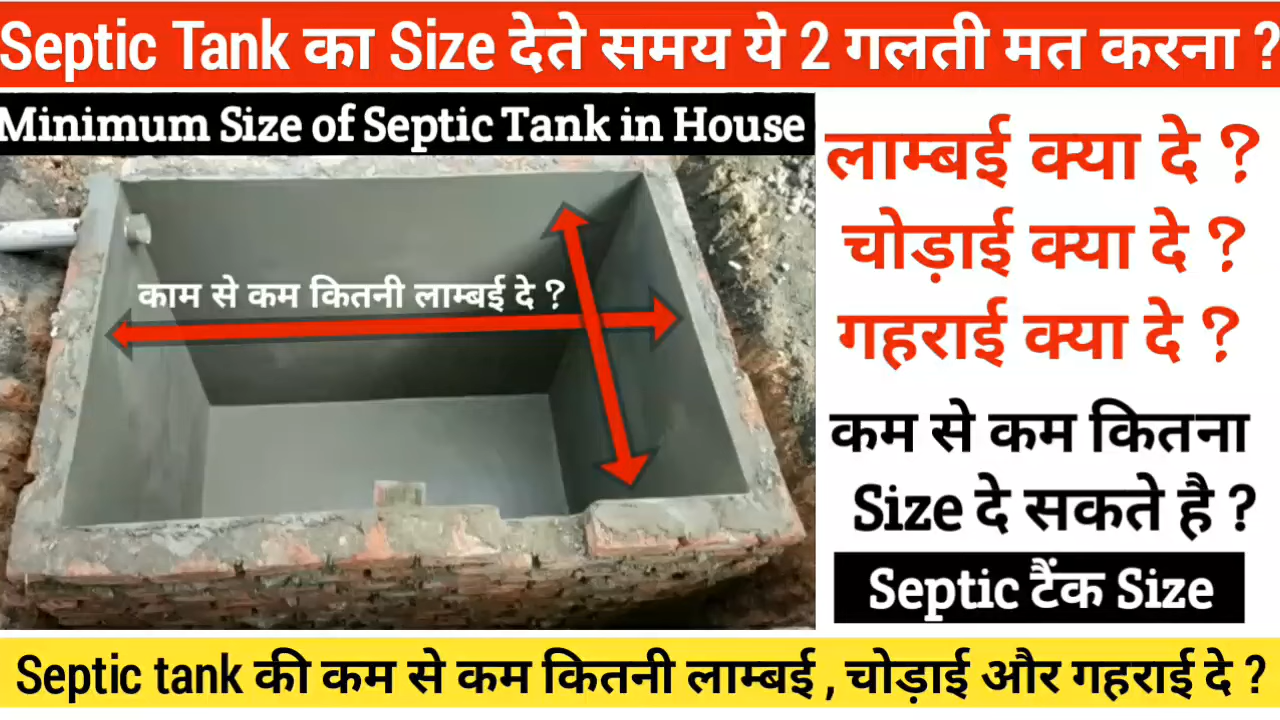 Septic Tank का Size देते समय ये 2 गलती मत करना ?
Minimum Size of Septic Tank in House
काम से कम कितनी लाम्बई दे ?
लाम्बई क्या दे ?
चोड़ाई क्या दे ?
गहराई क्या दे ?
कम से कम कितना
Size दे सकते है ?
Septic टैंक Size
Septic tank की कम से कम कितनी लाम्बई , चोड़ाई और गहराई दे ?